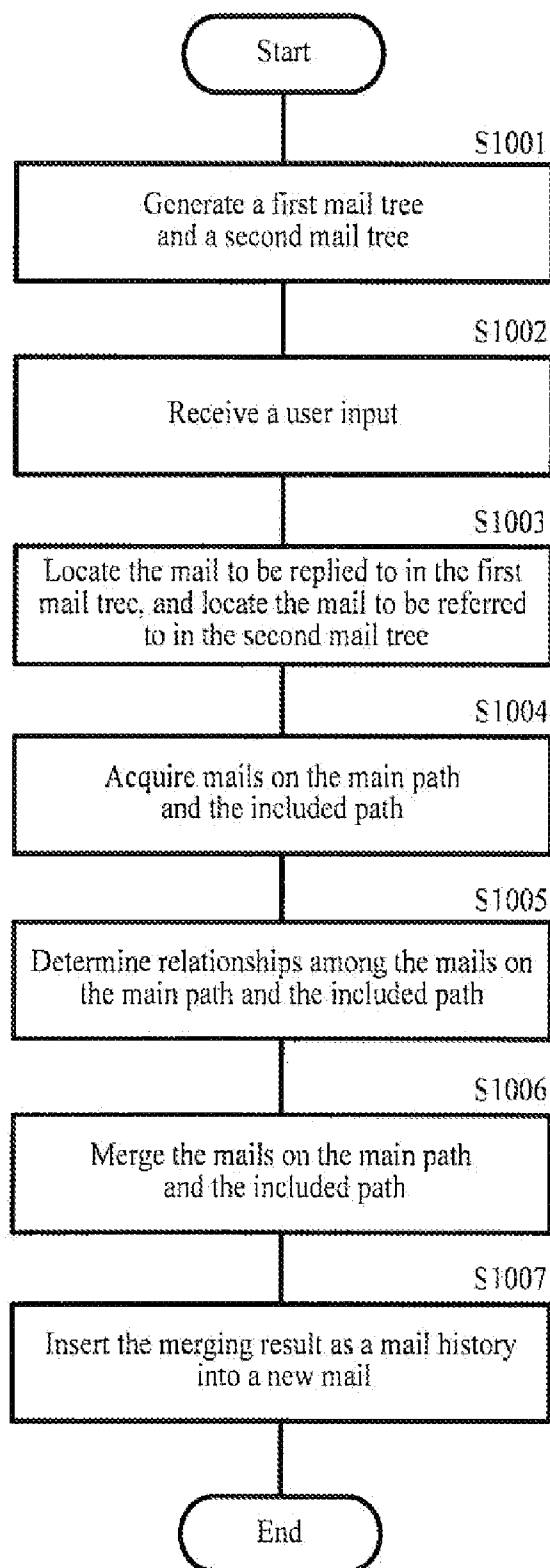 Start
S1001
Generate a first mail tree
and a second mail tree
S1002
Receive a user input
S1003
Locate the mail to be replied to in the first
mail tree, and locate the mail to be referred
to in the second mail tree
S1004
Acquire mails on the main path
and the included path
S1005
Determine relationships among the mails on
the main path and the included path
S1006
Merge the mails on the main path
and the included path
S1007
Insert the merging result as a mail history
into a new mail
End